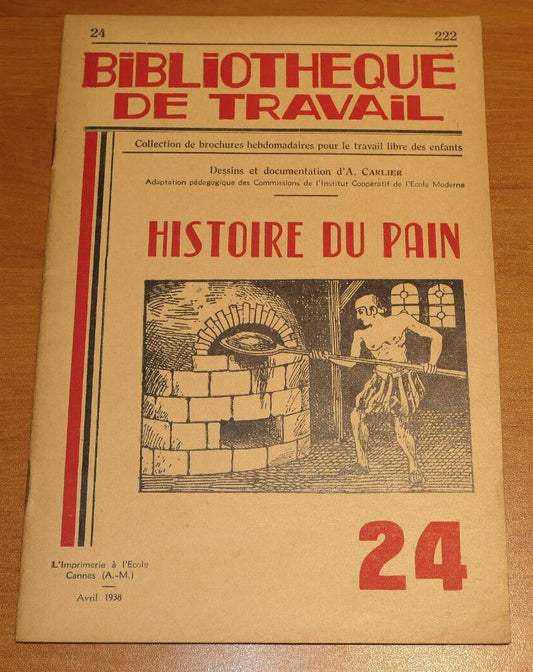 24 222
BiBLiOTHEQUE
DE TRAVAiL
Collection de brochures hebdomadaires pour le travail libre des enfants
Dessins et documentation d'A. CARLIER
Adaptation pédagogique des Commissions de l'Institut Coopératif de l'Ecole Moderne
HISTOIRE DU PAIN
24
L'Imprimerie à l'Ecole
Cannes (A.-M.)
Avril 1938